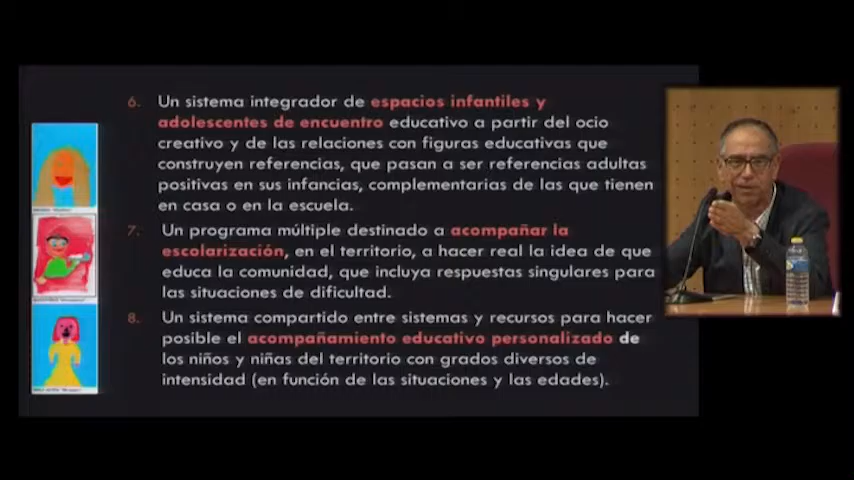 6. Un sistema integrador de espacios infantiles y
adolescentes de encuentro educativo a partir del ocio
creativo y de las relaciones con figuras educativas que
construyen referencias, que pasan a ser referencias adultas
positivas en sus infancias, complementarias de las que tienen
en casa o en la escuela.
7. Un programa múltiple destinado a acompañar la
escolarización, en el territorio, a hacer real la idea de que
educa la comunidad, que incluya respuestas singulares para
las situaciones de dificultad.
8. Un sistema compartido entre sistemas y recursos para hacer
posible el acompañamiento educativo personalizado de
los niños y niñas del territorio con grados diversos de
intensidad (en función de las situaciones y las edades).